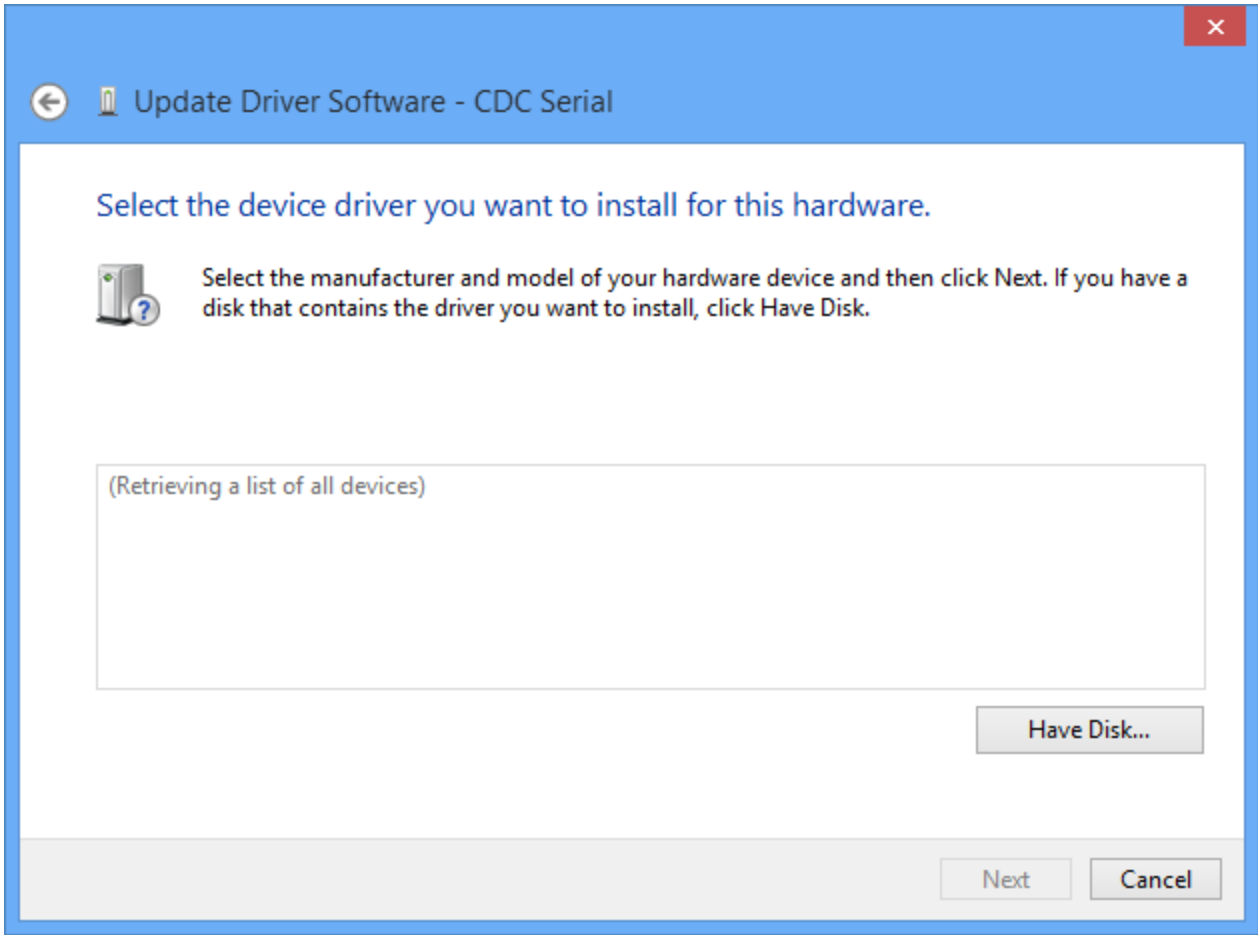 Update Driver Software - CDC Serial
Select the device driver you want to install for this hardware.
Select the manufacturer and model of your hardware device and then click Next. If you have a
disk that contains the driver you want to install, click Have Disk.
(Retrieving a list of all devices)
Have Disk...
Next
Cancel